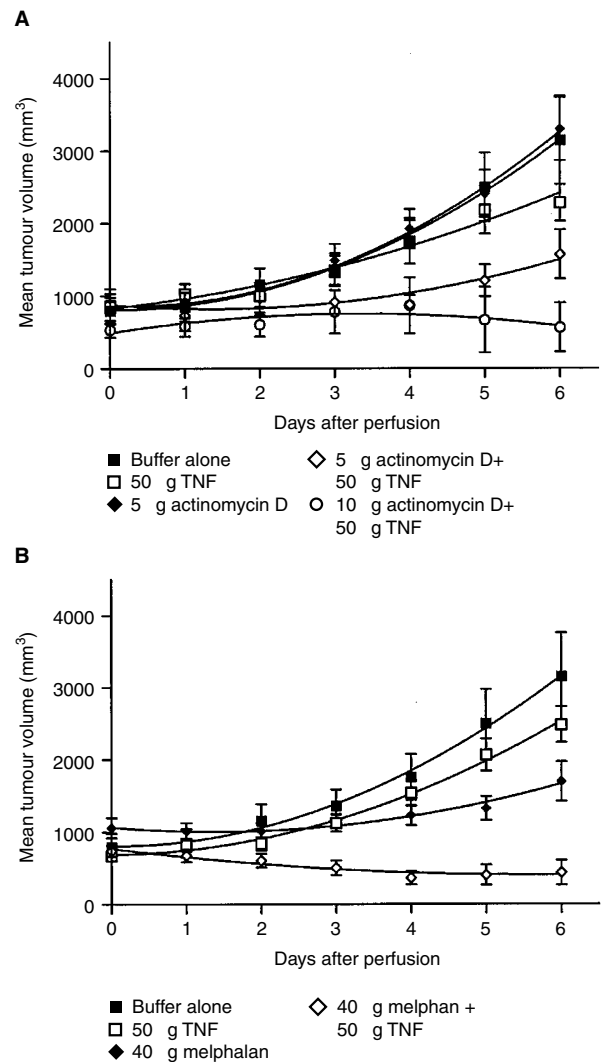 A
Mean tumour volume (mm³)
4000
3000
2000
1000
0
0 1 2 3 4 5 6
Days after perfusion
Buffer alone
50 g TNF
5 g actinomycin D
5 g actinomycin D+
50 g TNF
10 g actinomycin D+
50 g TNF
B
Mean tumour volume (mm³)
4000
3000
2000
1000
0
0 1 2 3 4 5 6
Days after perfusion
Buffer alone
50 g TNF
40 g melphalan
40 g melphan +
50 g TNF